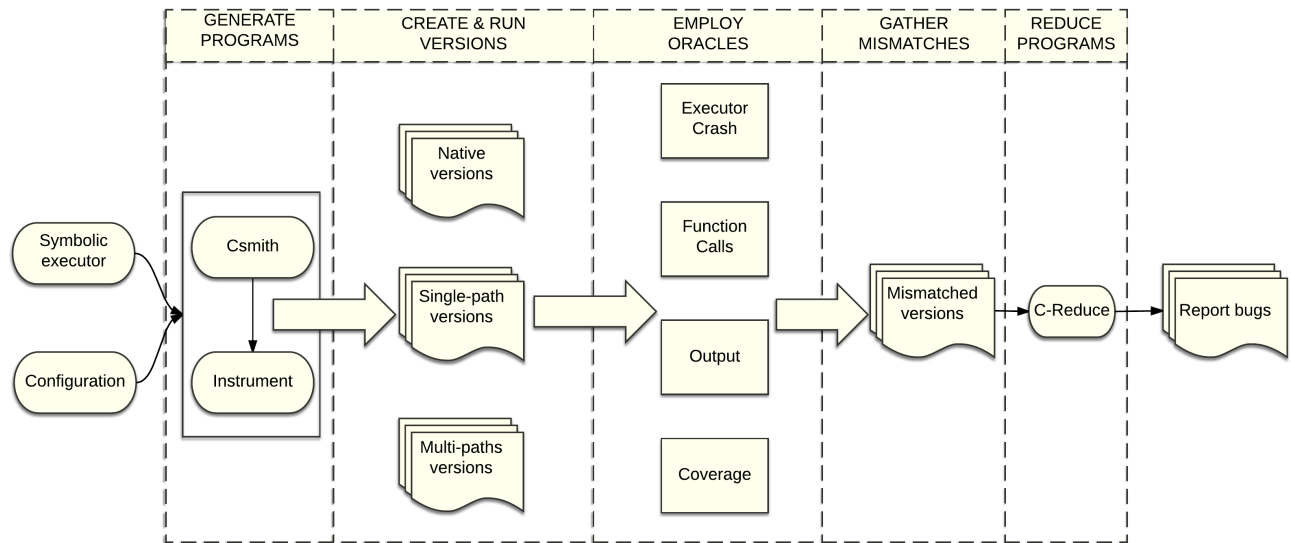 GENERATE
PROGRAMS
CREATE & RUN
VERSIONS
EMPLOY
ORACLES
GATHER
MISMATCHES
REDUCE
PROGRAMS
Symbolic
executor
Configuration
Csmith
Instrument
Native
versions
Single-path
versions
Multi-paths
versions
Executor
Crash
Function
Calls
Output
Coverage
Mismatched
versions
C-Reduce
Report bugs